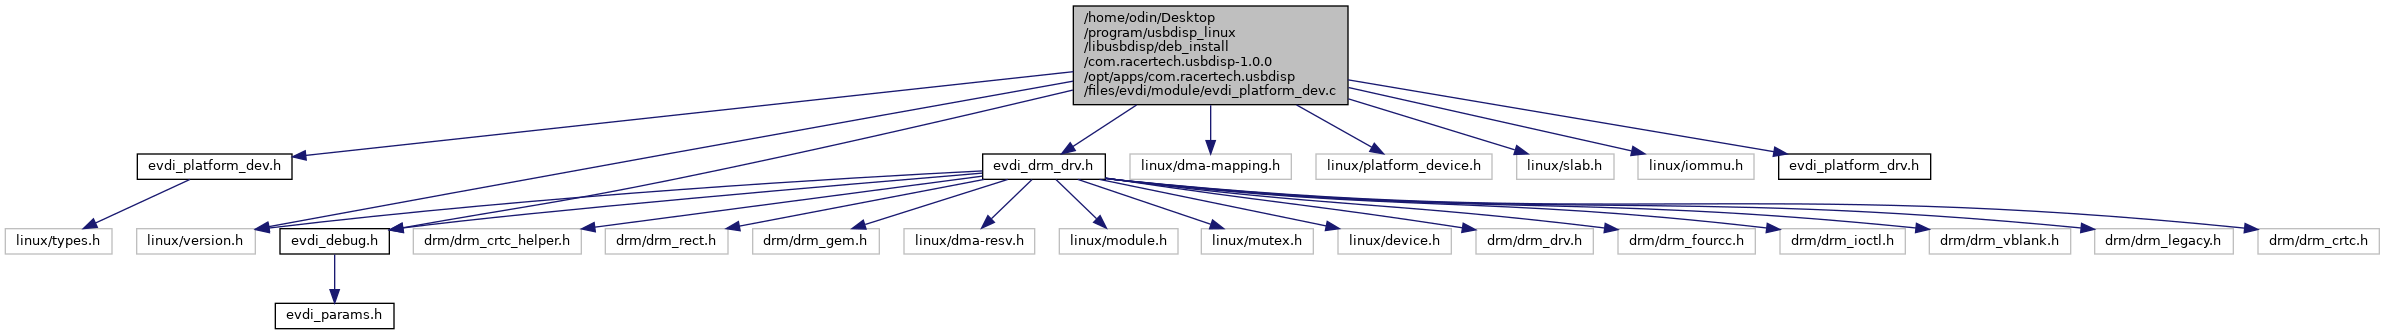 /home/odin/Desktop
/program/usbdisp_linux
/libusbdisp/deb_install
/com.racertech.usbdisp-1.0.0
/opt/apps/com.racertech.usbdisp
/files/evdi/module/evdi_platform_dev.c
evdi_platform_dev.h
evdi_drm_drv.h
linux/dma-mapping.h
linux/platform_device.h
linux/slab.h
linux/iommu.h
evdi_platform_drv.h
linux/types.h
linux/version.h
evdi_debug.h
drm/drm_crtc_helper.h
drm/drm_rect.h
drm/drm_gem.h
linux/dma-resv.h
linux/module.h
linux/mutex.h
linux/device.h
drm/drm_drv.h
drm/drm_fourcc.h
drm/drm_ioctl.h
drm/drm_vblank.h
drm/drm_legacy.h
drm/drm_crtc.h
evdi_params.h